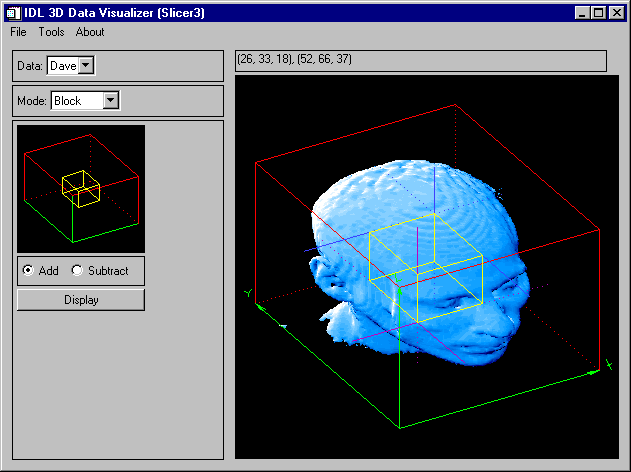 IDL 3D Data Visualizer (Slicer3)
File Tools About
Data: Dave
(26, 33, 18), (52, 66, 37)
Mode: Block
Add Subtract
Display
Y
X